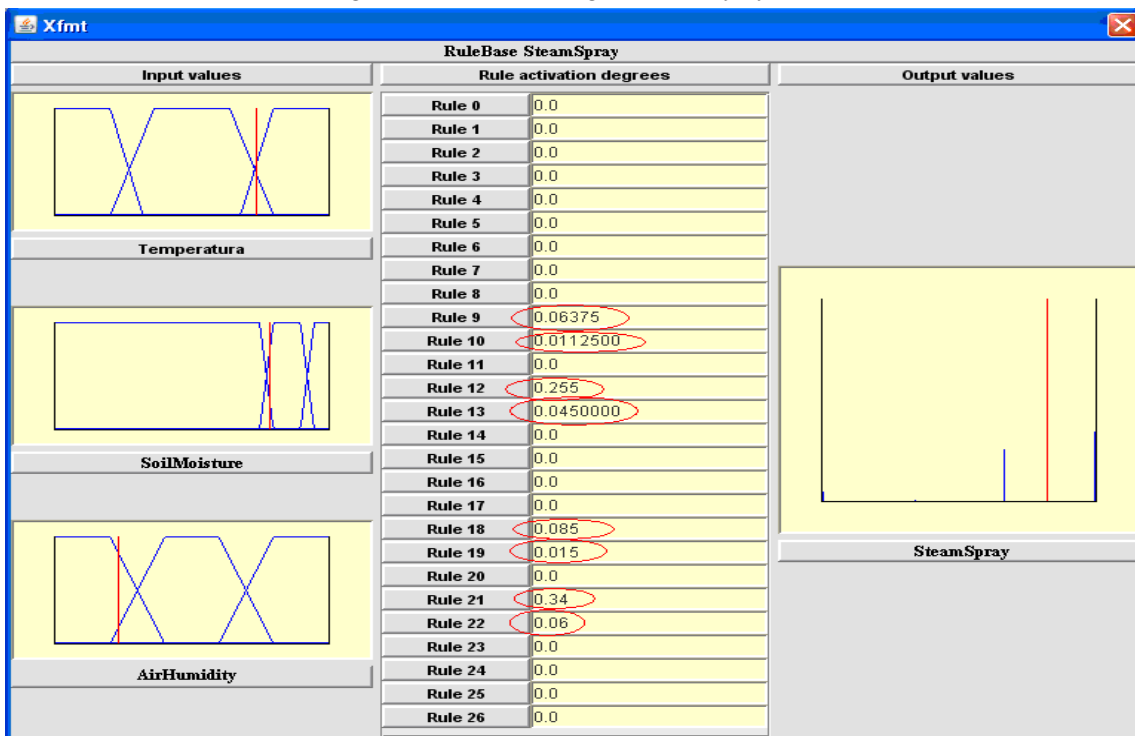 Xfmt
RuleBase SteamSpray
Input values
Rule activation degrees
Output values
Temperatura
SoilMoisture
AirHumidity
Rule 0 0.0
Rule 1 0.0
Rule 2 0.0
Rule 3 0.0
Rule 4 0.0
Rule 5 0.0
Rule 6 0.0
Rule 7 0.0
Rule 8 0.0
Rule 9 0.06375
Rule 10 0.0112500
Rule 11 0.0
Rule 12 0.255
Rule 13 0.0450000
Rule 14 0.0
Rule 15 0.0
Rule 16 0.0
Rule 17 0.0
Rule 18 0.085
Rule 19 0.015
Rule 20 0.0
Rule 21 0.34
Rule 22 0.06
Rule 23 0.0
Rule 24 0.0
Rule 25 0.0
Rule 26 0.0
SteamSpray